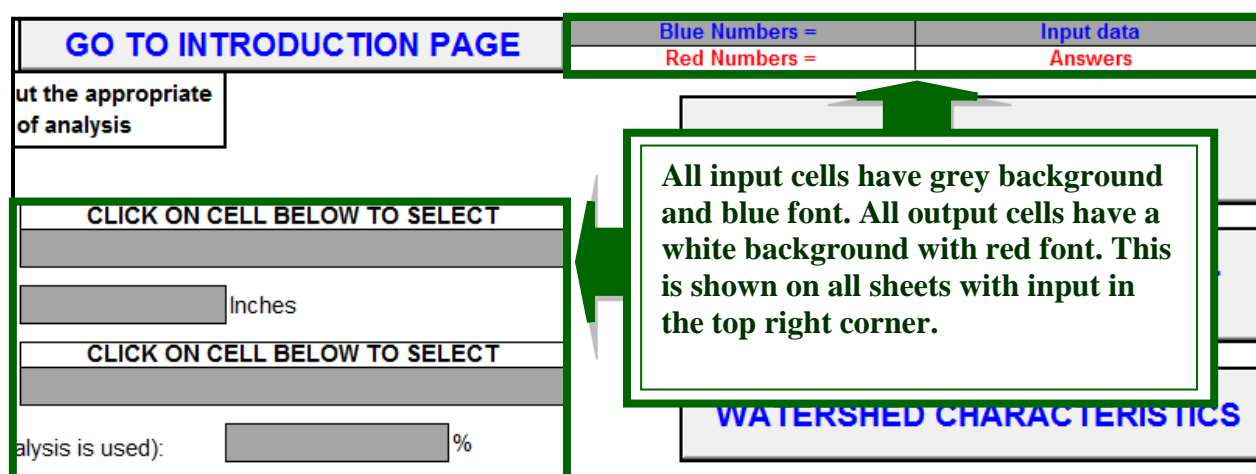 GO TO INTRODUCTION PAGE
Blue Numbers = Input data
Red Numbers = Answers
ut the appropriate
of analysis
All input cells have grey background
and blue font. All output cells have a
white background with red font. This
is shown on all sheets with input in
the top right corner.
CLICK ON CELL BELOW TO SELECT
Inches
CLICK ON CELL BELOW TO SELECT
alysis is used): %
WATERSHED CHARACTERISTICS